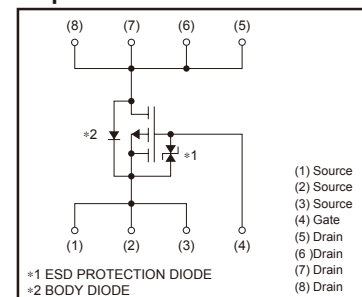 (8) (7) (6) (5)
∗2
∗1
(1) (2) (3) (4)
(1) Source
(2) Source
(3) Source
(4) Gate
(5) Drain
(6 )Drain
(7) Drain
(8) Drain
∗1 ESD PROTECTION DIODE
∗2 BODY DIODE